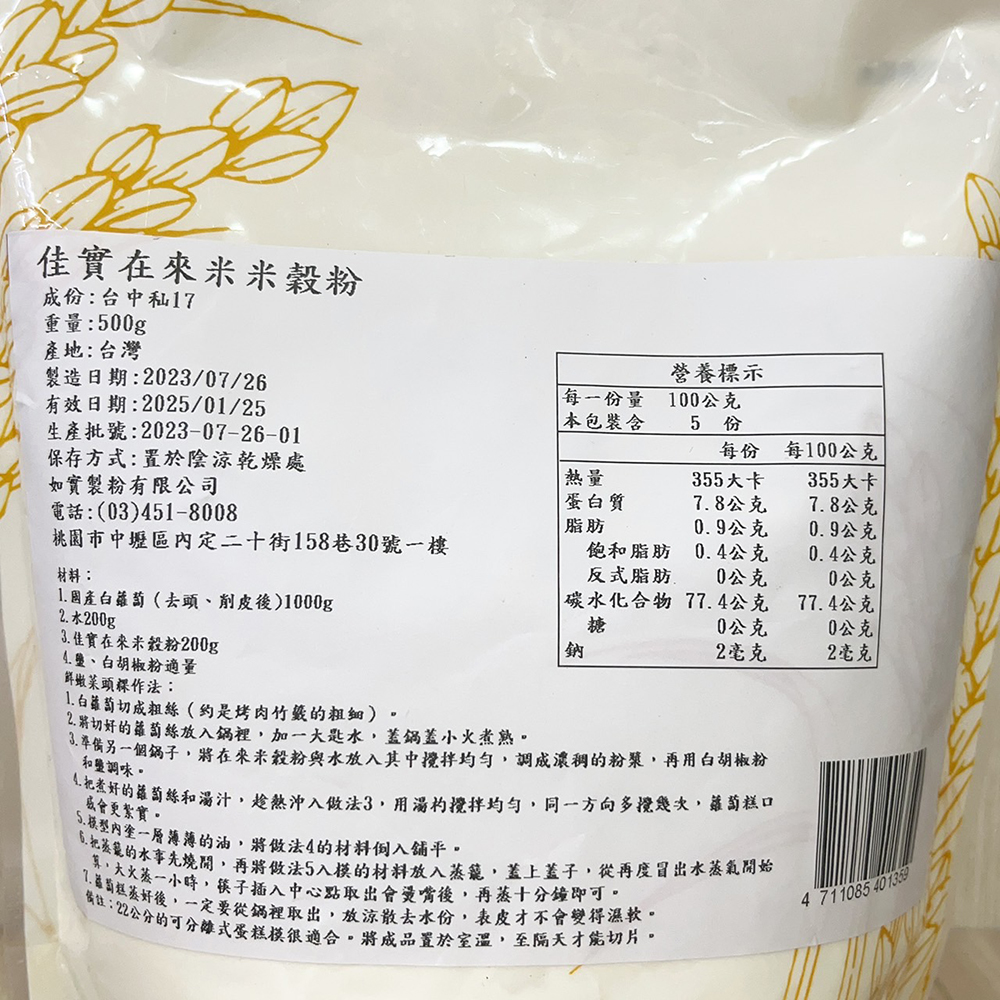 佳實在來米米穀粉
成份:台中秈17
重量:500g
產地:台灣
製造日期:2023/07/26
有效日期:2025/01/25
生產批號:2023-07-26-01
保存方式:置於陰涼乾燥處
如實製粉有限公司
電話:(03)451-8008
桃園市中壢區內定二十街158巷30號一樓
營養標示
每一份量 100公克
本包裝含 5 份
每份 每100公克
熱量 355大卡 355大卡
蛋白質 7.8公克 7.8公克
脂肪 0.9公克 0.9公克
飽和脂肪 0.4公克 0.4公克
反式脂肪 0公克 0公克
碳水化合物 77.4公克 77.4公克
糖 0公克 0公克
鈉 2毫克 2毫克
材料:
1.國產白蘿蔔(去頭、削皮後)1000g
2.水200g
3.佳實在來米穀粉200g
4.鹽、白胡椒粉適量
鮮嫩菜頭粿作法:
1.白蘿蔔切成粗絲(約是烤肉竹籤的粗細)。
2.將切好的蘿蔔絲放入鍋裡,加一大匙水,蓋鍋蓋小火煮熟。
3.準備另一個鍋子,將在來米穀粉與水放入其中攪拌均勻,調成濃稠的粉漿,再用白胡椒粉
和鹽調味。
4.把煮好的蘿蔔絲和湯汁,趁熱沖入做法3,用湯杓攪拌均勻,同一方向多攪幾次,蘿蔔糕口
感會更紮實。
5.模型內塗一層薄薄的油,將做法4的材料倒入鋪平。
6.把蒸籠的水事先燒開,再將做法5入模的材料放入蒸籠,蓋上蓋子,從再度冒出水蒸氣開始
算,大火蒸一小時,筷子插入中心點取出會燙嘴後,再蒸十分鐘即可。
7.蘿蔔糕蒸好後,一定要從鍋裡取出,放涼散去水份,表皮才不會變得濕軟。
備註:22公分的可分離式蛋糕模很適合。將成品置於室溫,至隔天才能切片。
4 711085 401359